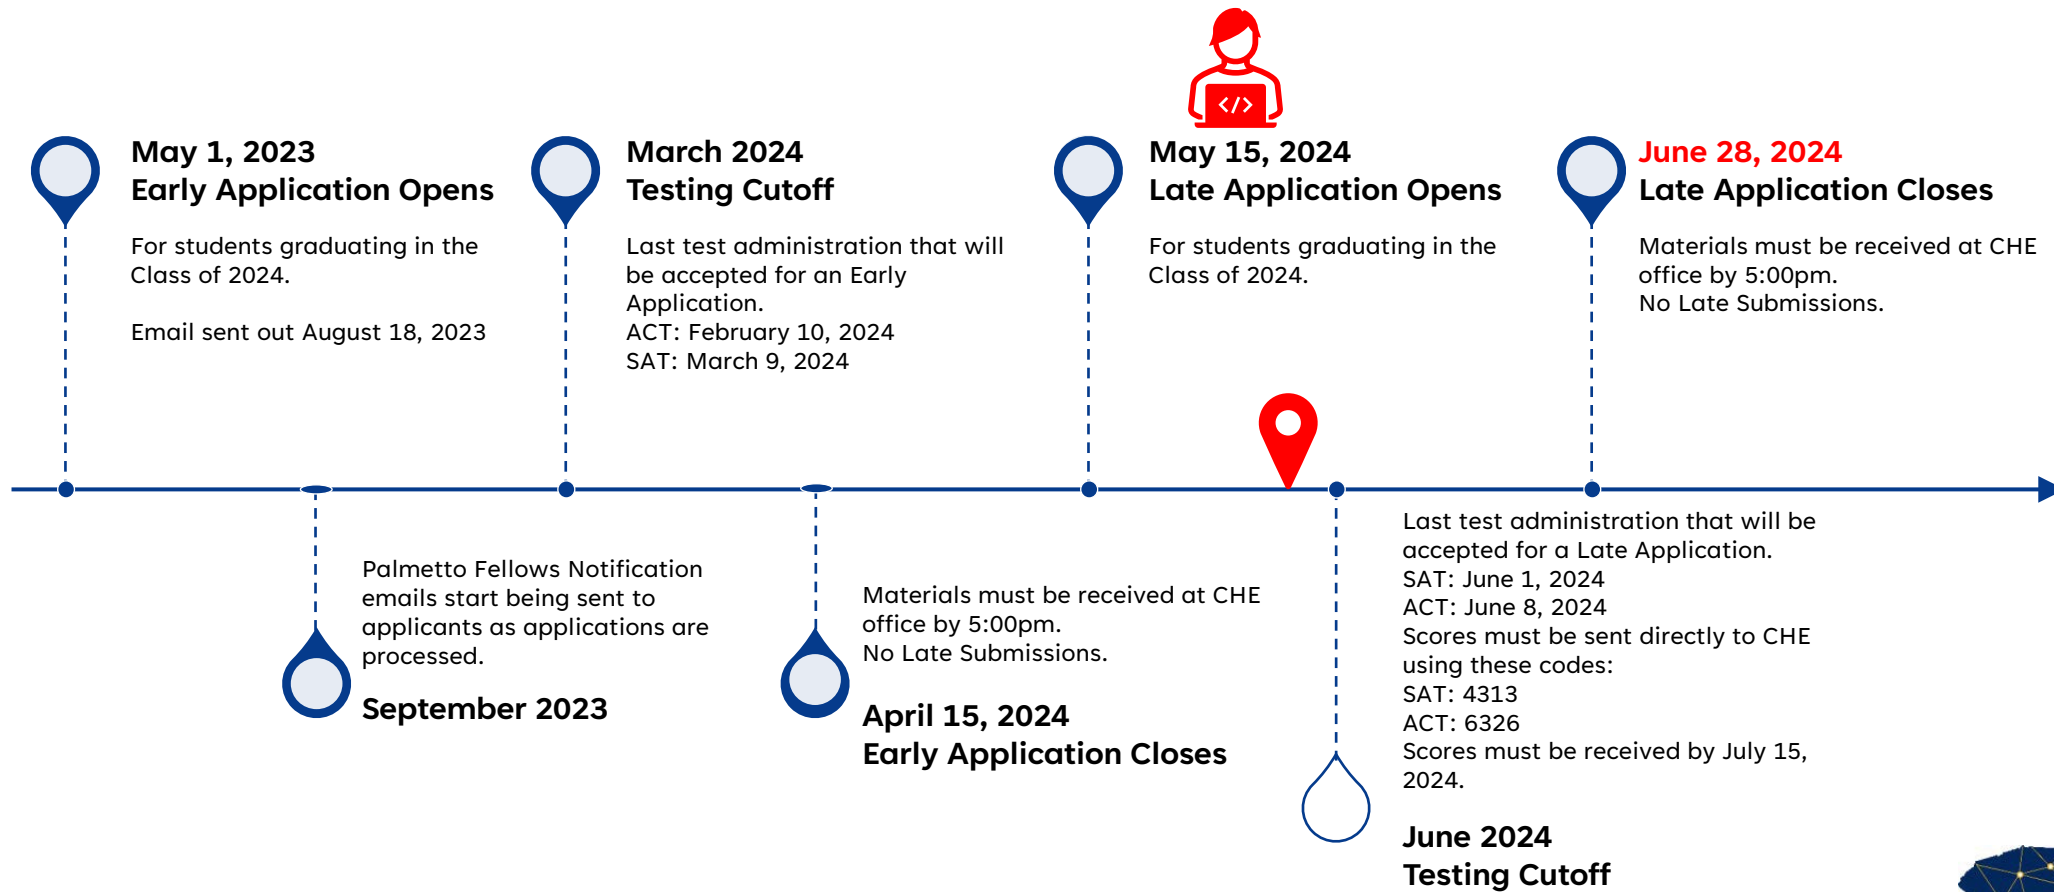 </>
May 1, 2023
Early Application Opens
For students graduating in the
Class of 2024.
Email sent out August 18, 2023
March 2024
Testing Cutoff
Last test administration that will
be accepted for an Early
Application.
ACT: February 10, 2024
SAT: March 9, 2024
May 15, 2024
Late Application Opens
For students graduating in the
Class of 2024.
June 28, 2024
Late Application Closes
Materials must be received at CHE
office by 5:00pm.
No Late Submissions.
Palmetto Fellows Notification
emails start being sent to
applicants as applications are
processed.
September 2023
Materials must be received at CHE
office by 5:00pm.
No Late Submissions.
April 15, 2024
Early Application Closes
Last test administration that will be
accepted for a Late Application.
SAT: June 1, 2024
ACT: June 8, 2024
Scores must be sent directly to CHE
using these codes:
SAT: 4313
ACT: 6326
Scores must be received by July 15,
2024.
June 2024
Testing Cutoff